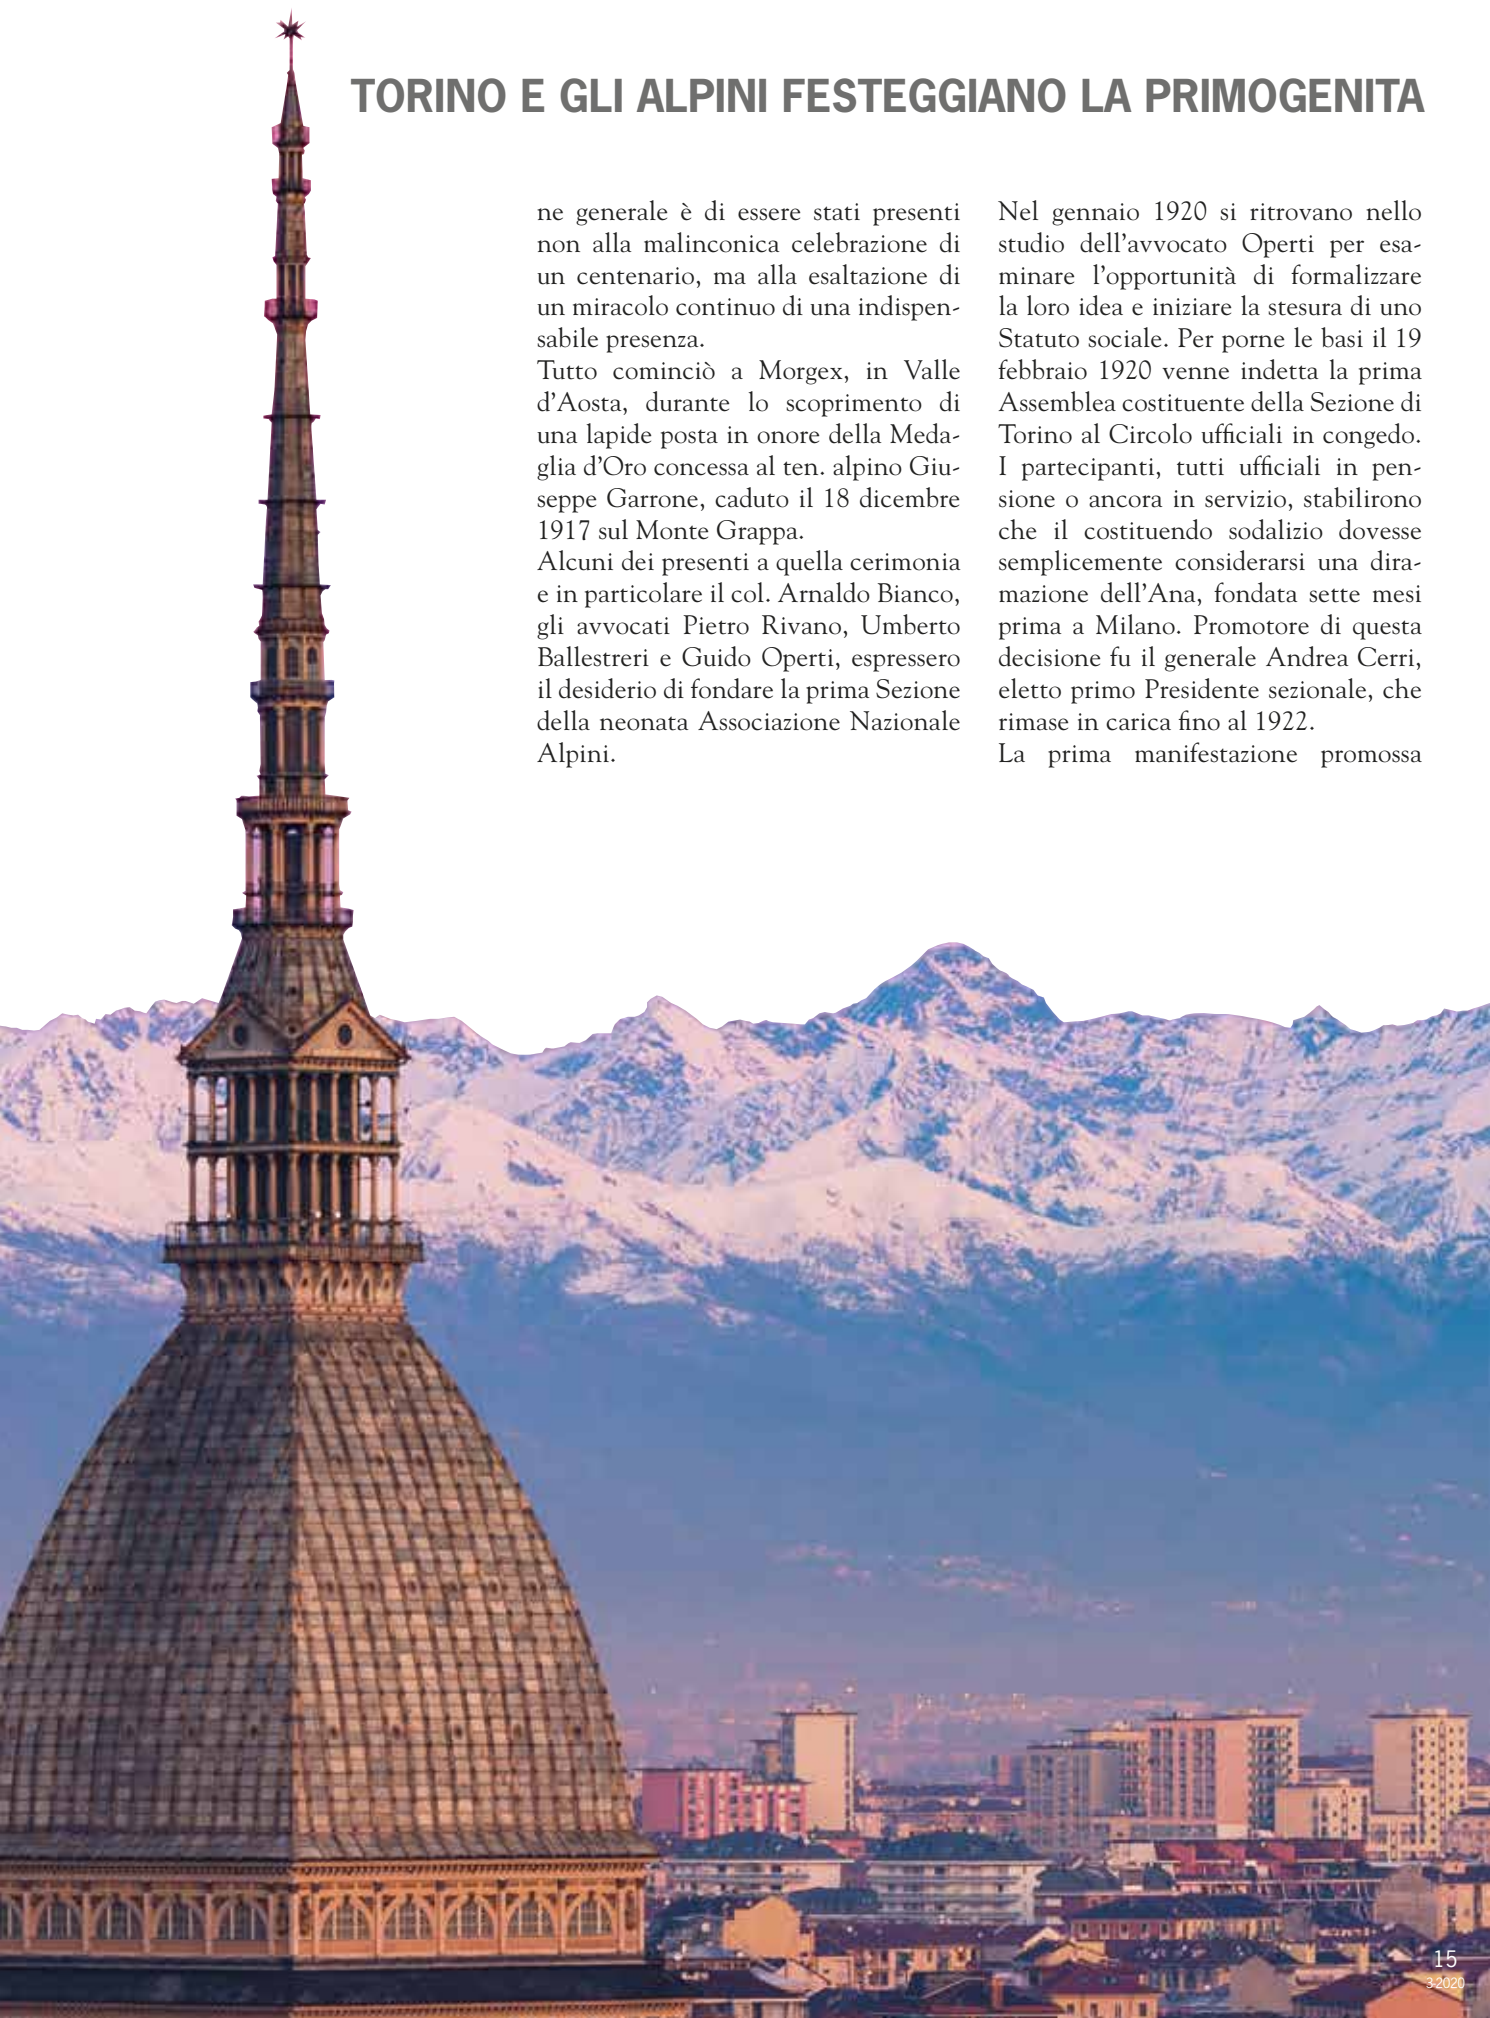 TORINO E GLI ALPINI FESTEGGIANO LA PRIMOGENITA
ne generale è di essere stati presenti
non alla malinconica celebrazione di
un centenario, ma alla esaltazione di
un miracolo continuo di una indispen-
sabile presenza.
Tutto cominciò a Morgex, in Valle
d'Aosta, durante lo scoprimento di
una lapide posta in onore della Meda-
glia d'Oro concessa al ten. alpino Giu-
seppe Garrone, caduto il 18 dicembre
1917 sul Monte Grappa.
Alcuni dei presenti a quella cerimonia
e in particolare il col. Arnaldo Bianco,
gli avvocati Pietro Rivano, Umberto
Ballestreri e Guido Operti, espressero
il desiderio di fondare la prima Sezione
della neonata Associazione Nazionale
Alpini.
Nel gennaio 1920 si ritrovano nello
studio dell'avvocato Operti per esa-
minare l'opportunità di formalizzare
la loro idea e iniziare la stesura di uno
Statuto sociale. Per porne le basi il 19
febbraio 1920 venne indetta la prima
Assemblea costituente della Sezione di
Torino al Circolo ufficiali in congedo.
I partecipanti, tutti ufficiali in pen-
sione o ancora in servizio, stabilirono
che il costituendo sodalizio dovesse
semplicemente considerarsi una dira-
mazione dell'Ana, fondata sette mesi
prima a Milano. Promotore di questa
decisione fu il generale Andrea Cerri,
eletto primo Presidente sezionale, che
rimase in carica fino al 1922.
La prima manifestazione promossa
15
3-2020